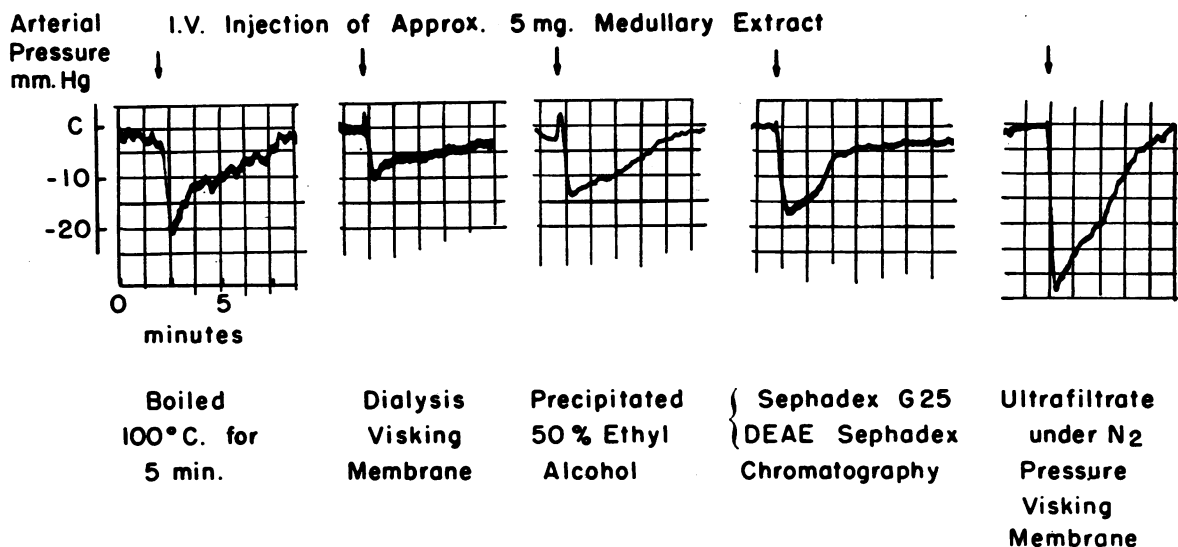 Arterial
Pressure
mm. Hg
I.V. Injection of Approx. 5 mg. Medullary Extract
C
-10
-20
0 5
minutes
Boiled
100° C. for
5 min.
Dialysis
Visking
Membrane
Precipitated
50 % Ethyl
Alcohol
Sephadex G25
DEAE Sephadex
Chromatography
Ultrafiltrate
under N2
Pressure
Visking
Membrane